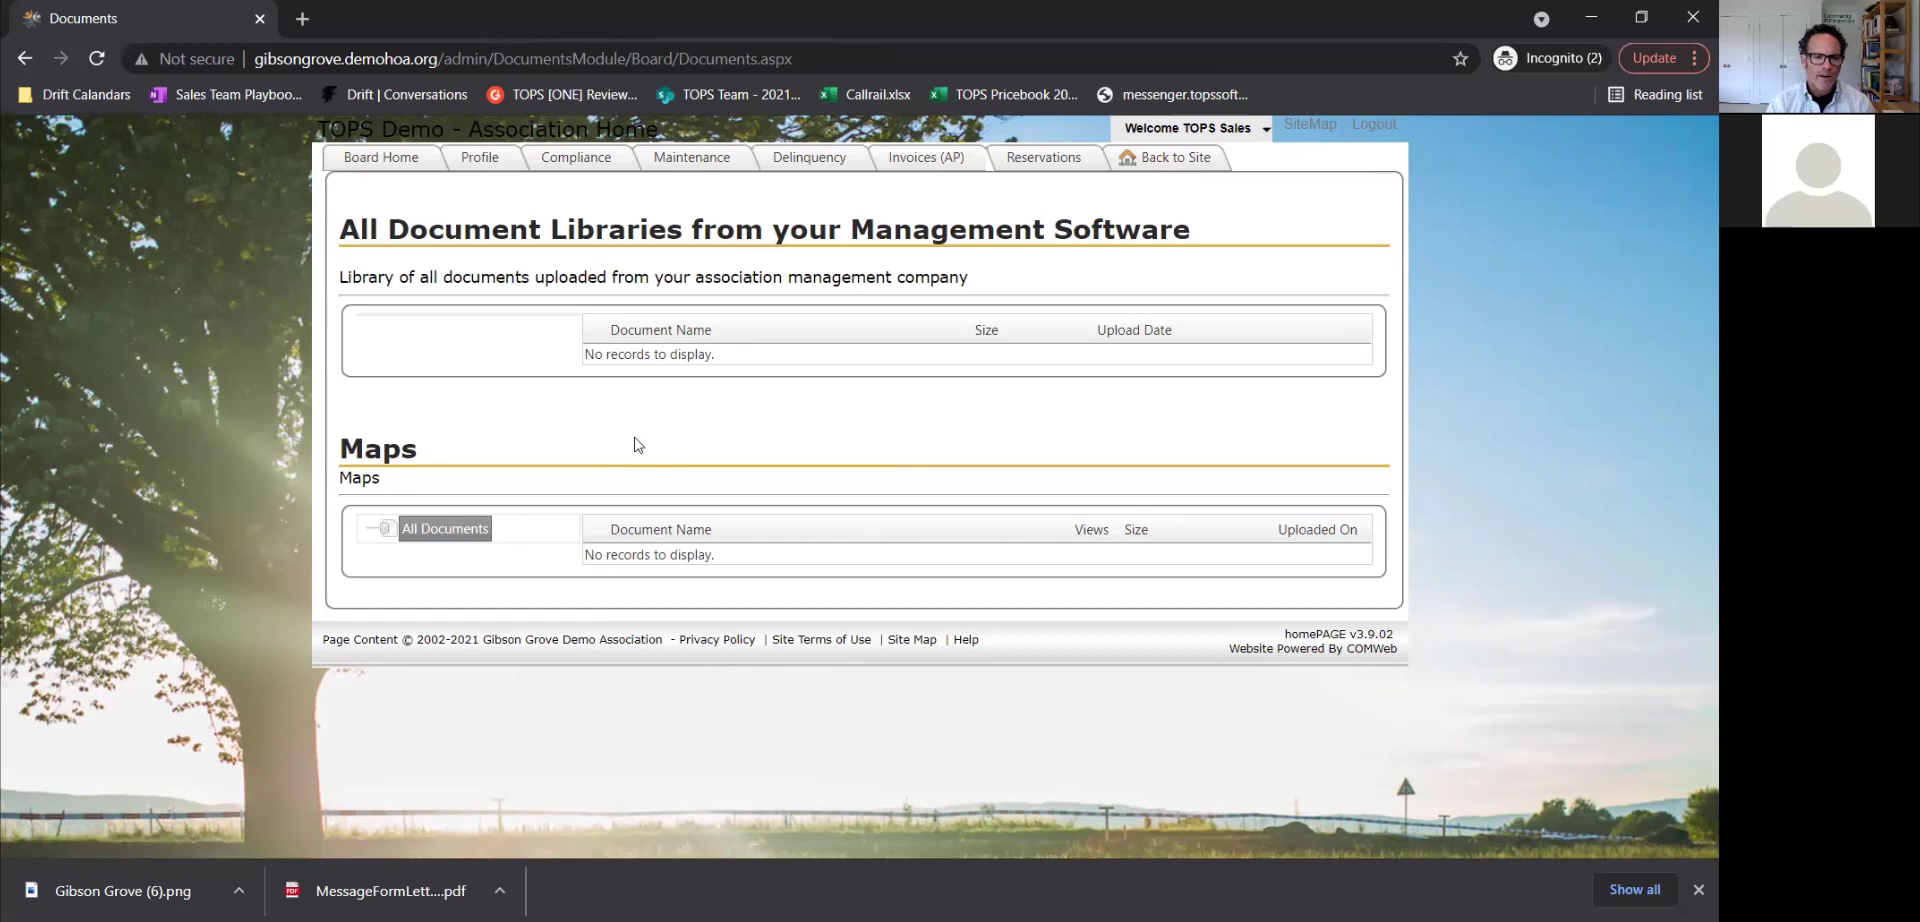 Documents
Not secure
gibsongrove.demohoa.org/admin/DocumentsModule/Board/Documents.aspx
Incognito (2)
Update
Drift Calandars
Sales Team Playboo...
Drift | Conversations
TOPS [ONE] Review...
TOPS Team - 2021...
Callrail.xlsx
TOPS Pricebook 20...
messenger.topssoft...
Reading list
TOPS Demo - Association Home
Welcome TOPS Sales
SiteMap
Logout
Board Home
Profile
Compliance
Maintenance
Delinquency
Invoices (AP)
Reservations
Back to Site
All Document Libraries from your Management Software
Library of all documents uploaded from your association management company
Document Name Size Upload Date
No records to display.
Maps
Maps
All Documents
Document Name Views Size Uploaded On
No records to display.
Page Content © 2002-2021 Gibson Grove Demo Association - Privacy Policy | Site Terms of Use | Site Map | Help
homePAGE v3.9.02
Website Powered By COMWeb
Gibson Grove (6).png
MessageFormLett....pdf
Show all